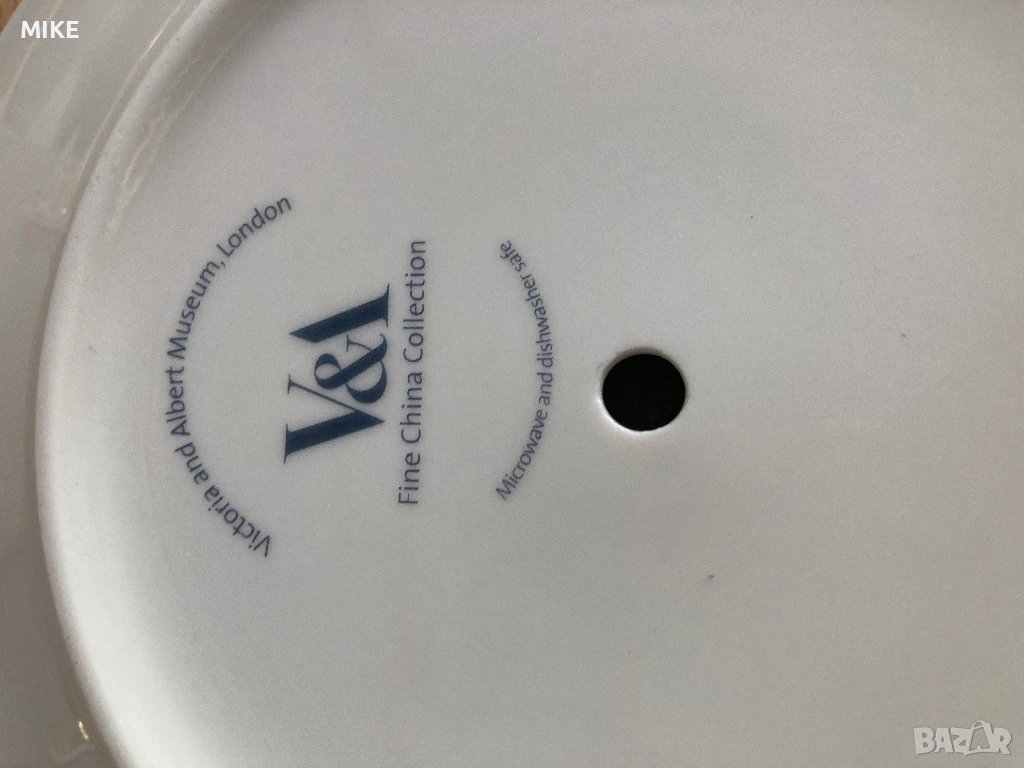 MIKE
Victoria and Albert Museum, London
V&A
Fine China Collection
Microwave and dishwasher safe
BAZAR